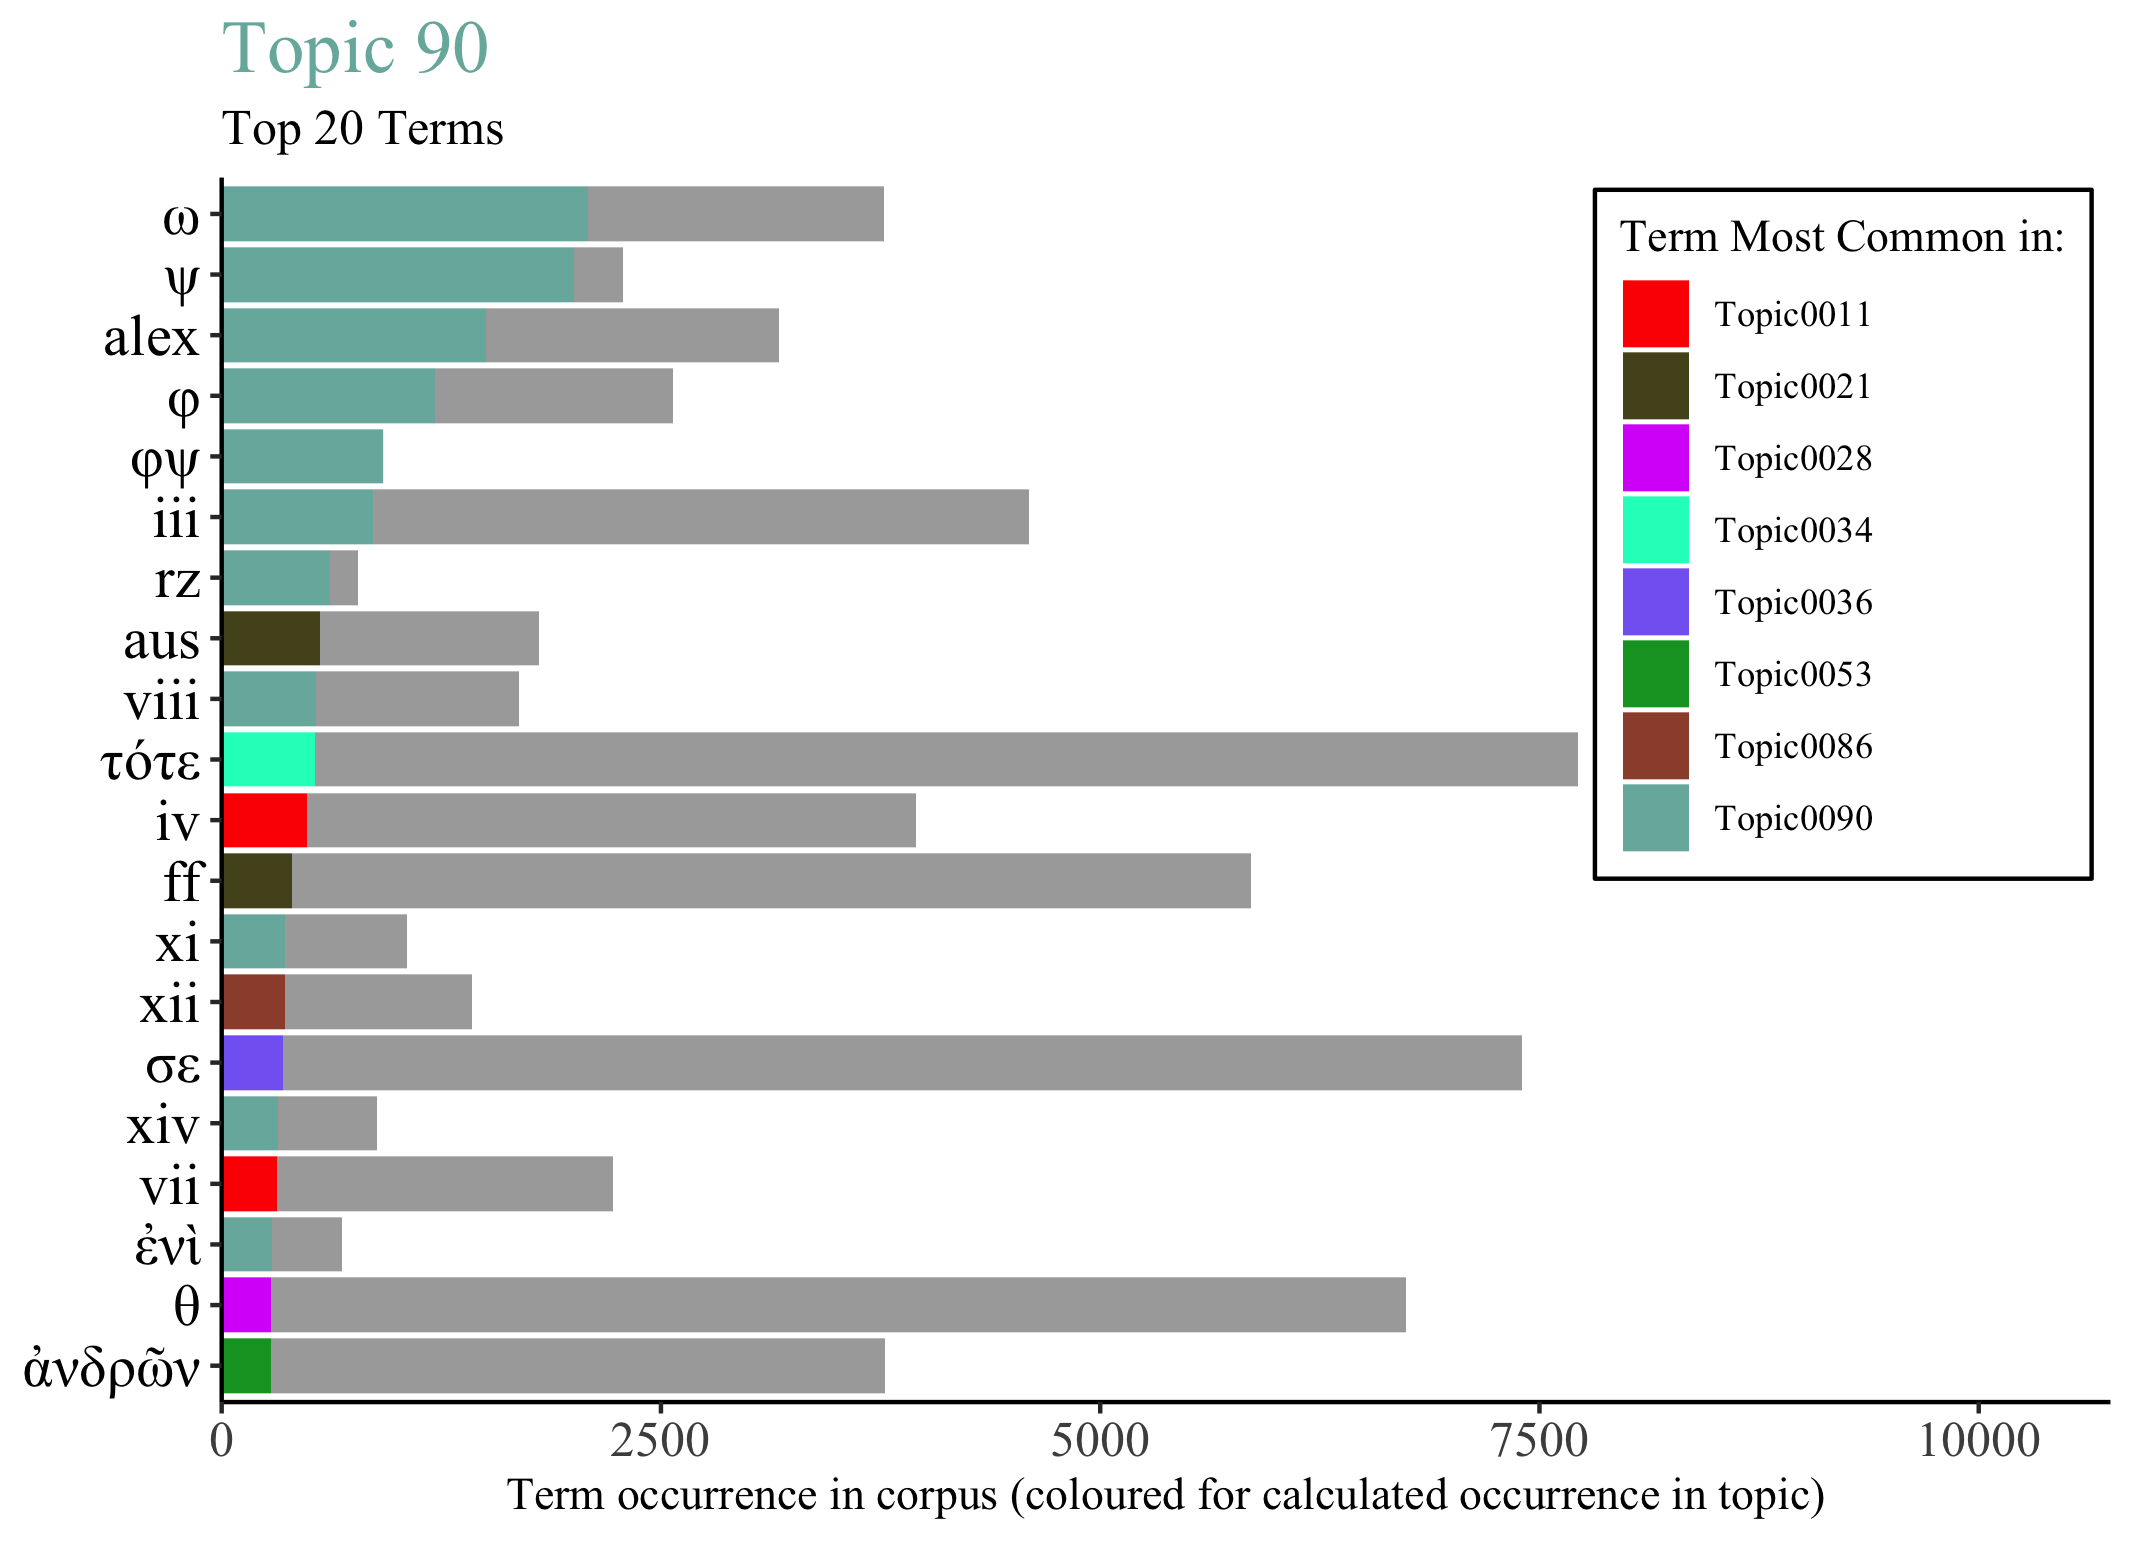 Topic 90
Top 20 Terms
ω
ψ
alex
φ
φψ
iii
rz
aus
viii
τότε
iv
ff
xi
xii
σε
xiv
vii
ἐνὶ
θ
ἀνδρῶν
0 2500 5000 7500 10000
Term occurrence in corpus (coloured for calculated occurrence in topic)
Term Most Common in:
Topic0011
Topic0021
Topic0028
Topic0034
Topic0036
Topic0053
Topic0086
Topic0090